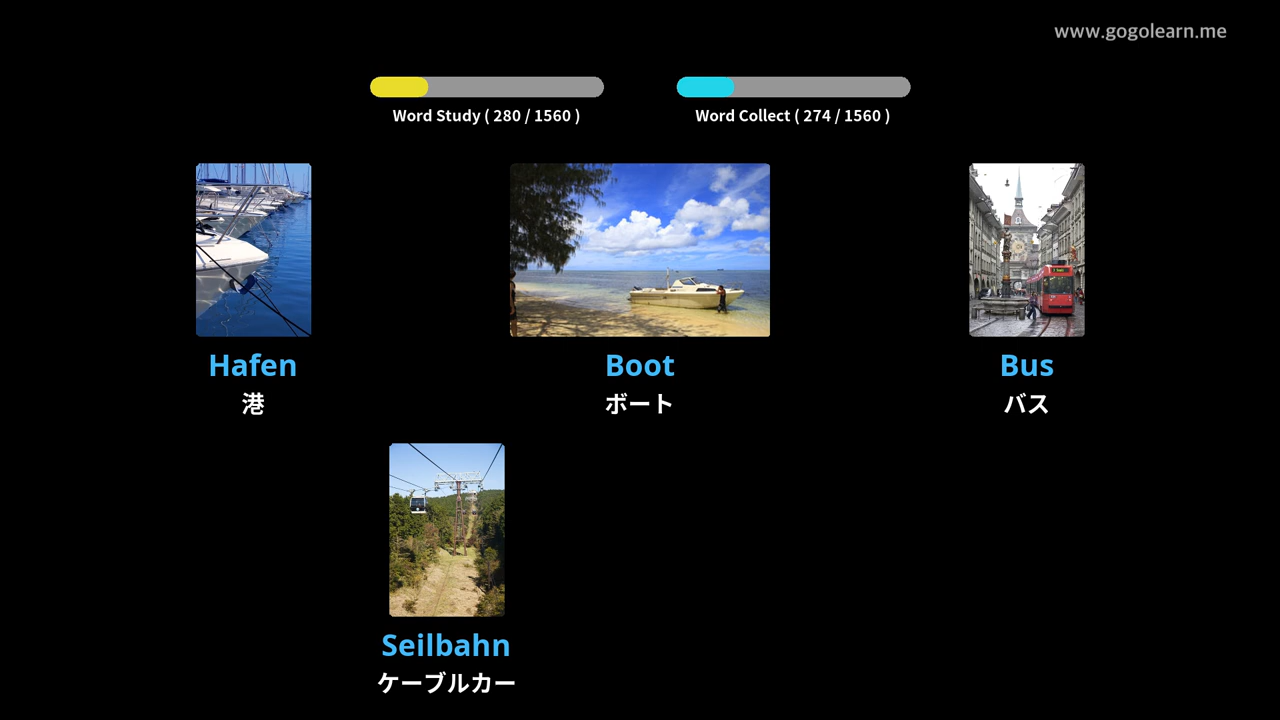 www.gogolearn.me
Word Study ( 280 / 1560 )
Word Collect ( 274 / 1560 )
Hafen
港
Boot
ボート
Bus
バス
Seilbahn
ケーブルカー